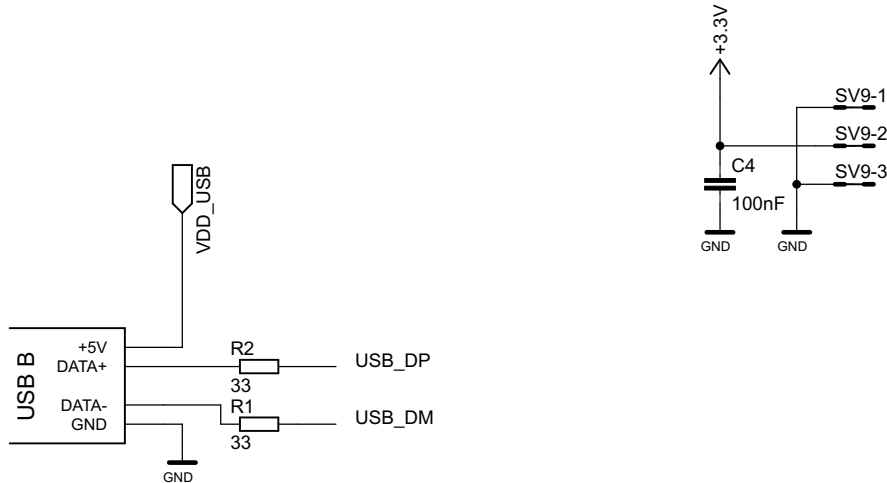 +3.3V
SV9-1
SV9-2
C4
SV9-3
100nF
GND
GND
VDD_USB
+5V
R2
USB B
DATA+
USB_DP
33
DATA-
R1
USB_DM
GND
33
GND